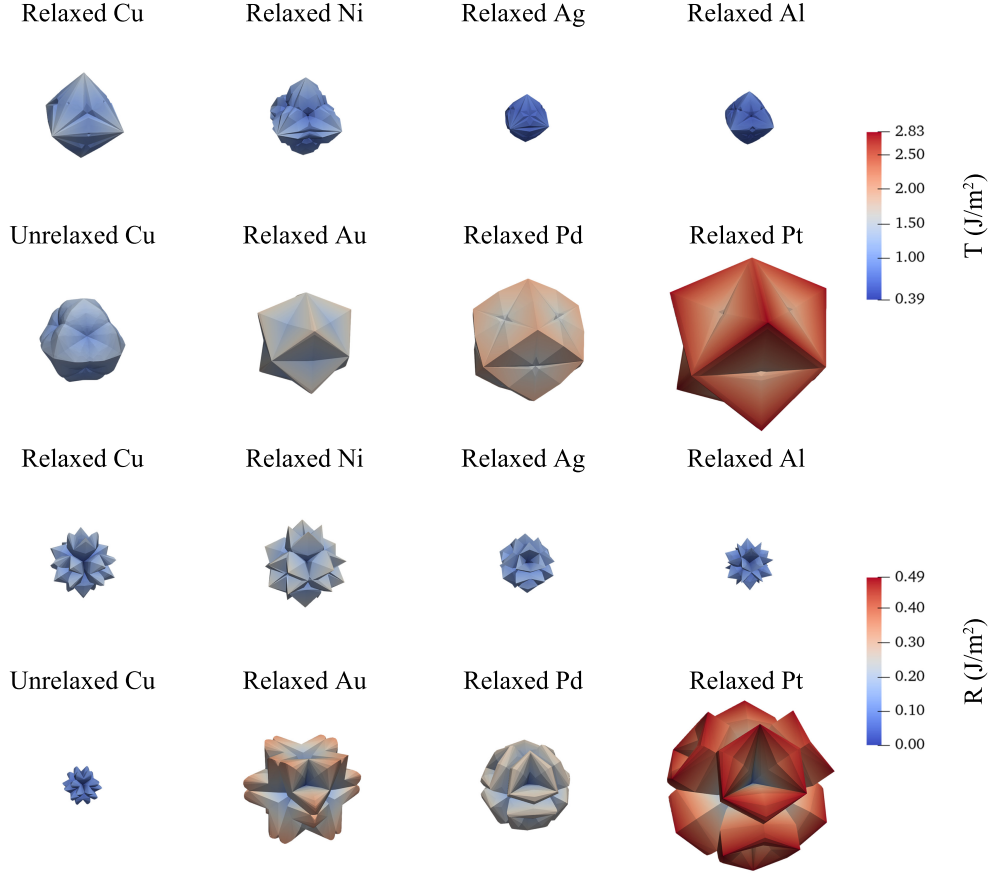 Relaxed Cu
Relaxed Ni
Relaxed Ag
Relaxed Al
2.83
2.50
2.00
1.50
1.00
0.39
T (J/m²)
Unrelaxed Cu
Relaxed Au
Relaxed Pd
Relaxed Pt
Relaxed Cu
Relaxed Ni
Relaxed Ag
Relaxed Al
0.49
0.40
0.30
0.20
0.10
0.00
R (J/m²)
Unrelaxed Cu
Relaxed Au
Relaxed Pd
Relaxed Pt